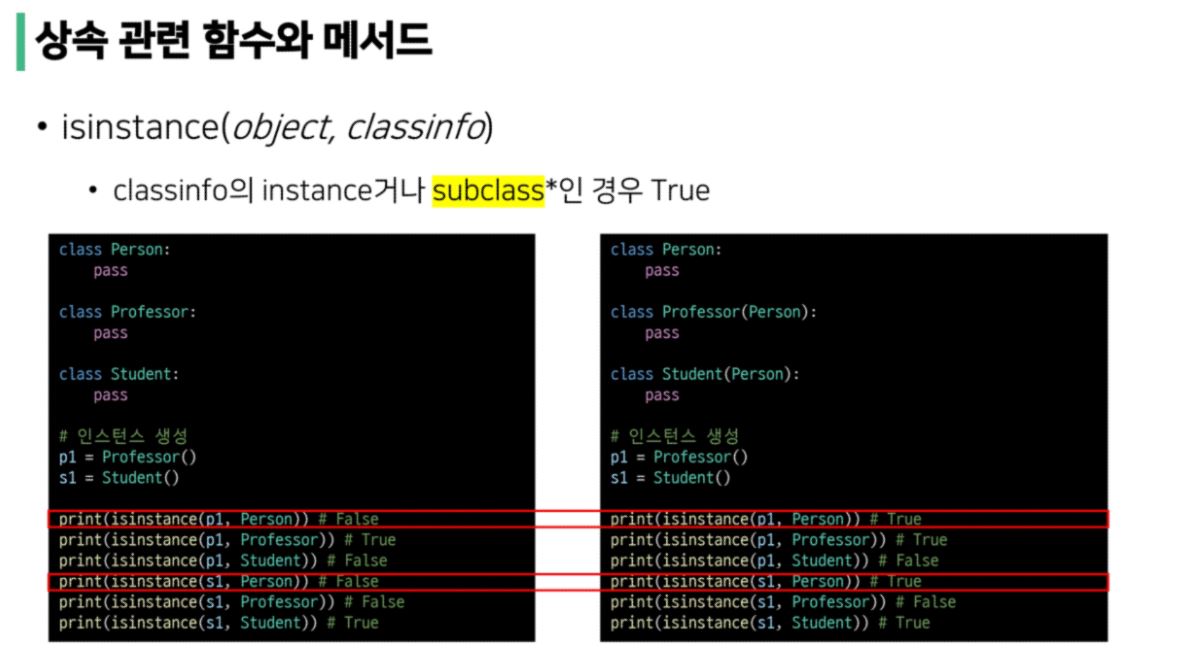 상속 관련 함수와 메서드
• isinstance(object, classinfo)
• classinfo의 instance거나 subclass*인 경우 True
class Person:
    pass
class Professor:
    pass
class Student:
    pass
# 인스턴스 생성
p1 = Professor()
s1 = Student()
print(isinstance(p1, Person)) # False
print(isinstance(p1, Professor)) # True
print(isinstance(p1, Student)) # False
print(isinstance(s1, Person)) # False
print(isinstance(s1, Professor)) # False
print(isinstance(s1, Student)) # True
class Person:
    pass
class Professor(Person):
    pass
class Student(Person):
    pass
# 인스턴스 생성
p1 = Professor()
s1 = Student()
print(isinstance(p1, Person)) # True
print(isinstance(p1, Professor)) # True
print(isinstance(p1, Student)) # False
print(isinstance(s1, Person)) # True
print(isinstance(s1, Professor)) # False
print(isinstance(s1, Student)) # True